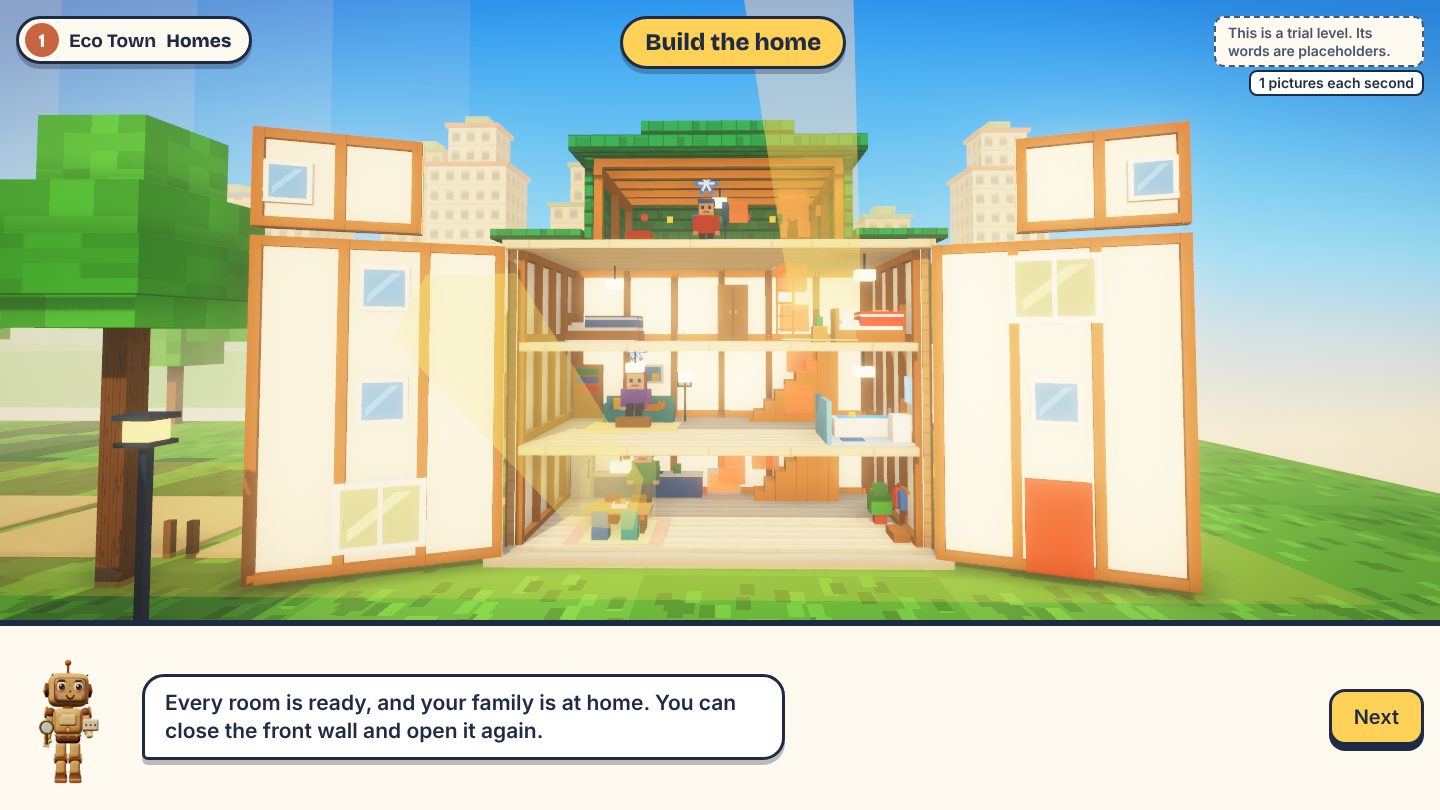 1 Eco Town Homes
Build the home
This is a trial level. Its
words are placeholders.
1 pictures each second
Every room is ready, and your family is at home. You can
close the front wall and open it again.
Next